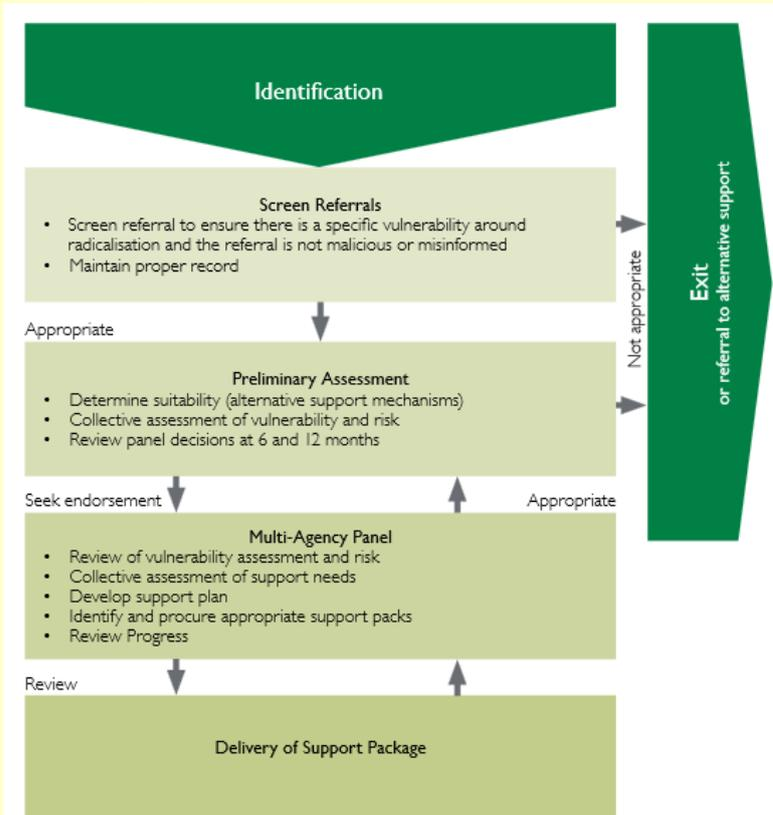 Identification
Screen Referrals
• Screen referral to ensure there is a specific vulnerability around
radicalisation and the referral is not malicious or misinformed
• Maintain proper record
Appropriate
Preliminary Assessment
• Determine suitability (alternative support mechanisms)
• Collective assessment of vulnerability and risk
• Review panel decisions at 6 and 12 months
Seek endorsement
Appropriate
Multi-Agency Panel
• Review of vulnerability assessment and risk
• Collective assessment of support needs
• Develop support plan
• Identify and procure appropriate support packs
• Review Progress
Review
Delivery of Support Package
Not appropriate
Exit
or referral to alternative support